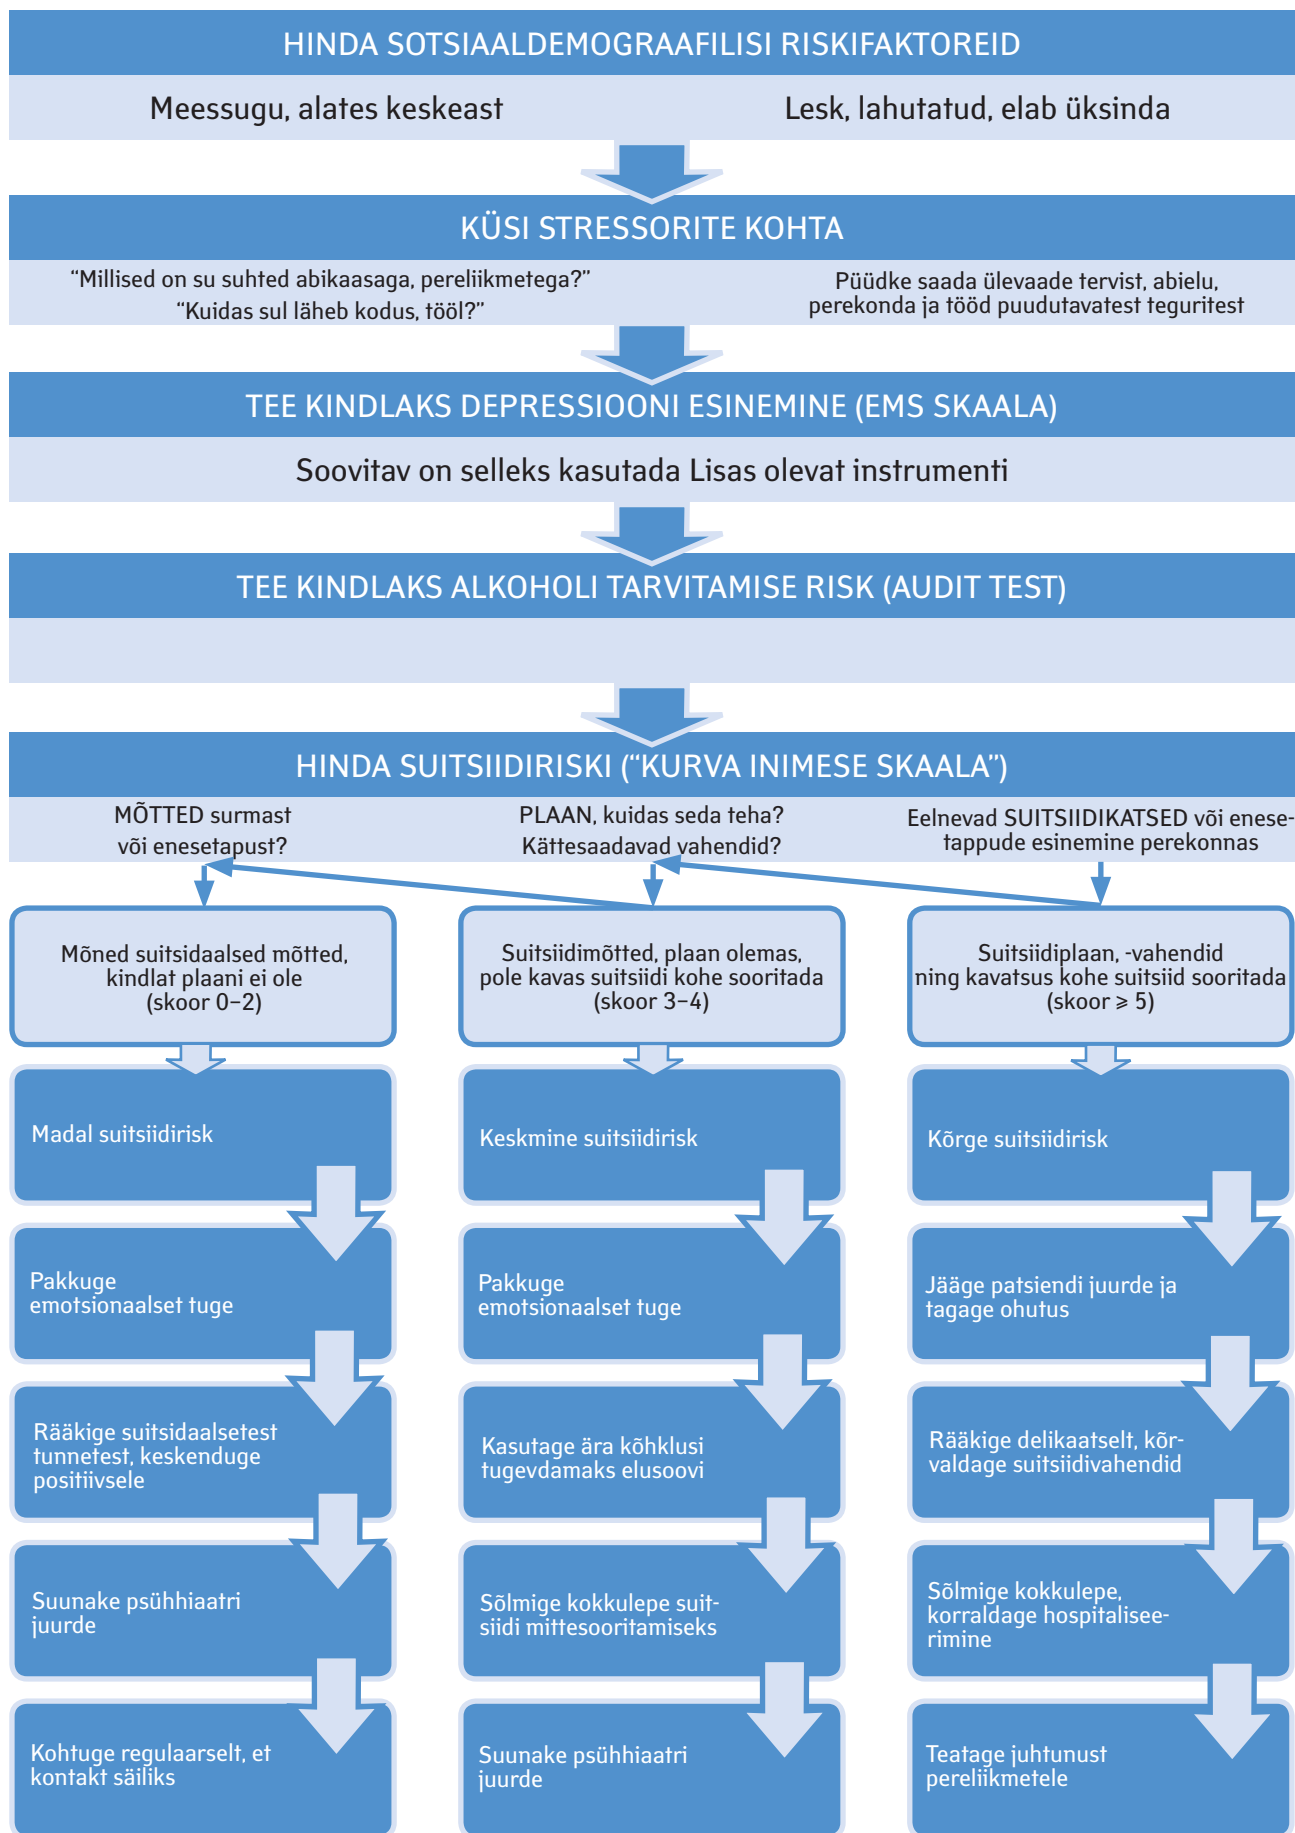 HINDA SOTSIAALDEMOGRAAFILISI RISKIFAKTOREID
Meessugu, alates keskeast
Lesk, lahutatud, elab üksinda
KÜSI STRESSORITE KOHTA
“Millised on su suhted abikaasaga, pereliikmetega?”
“Kuidas sul läheb kodus, tööl?”
Püüdke saada ülevaade tervist, abielu,
perekonda ja tööd puudutavatest teguritest
TEE KINDLAKS DEPRESSIOONI ESINEMINE (EMS SKAALA)
Soovitav on selleks kasutada Lisas olevat instrumenti
TEE KINDLAKS ALKOHOLI TARVITAMISE RISK (AUDIT TEST)
HINDA SUITSIIDIRISKI (“KURVA INIMESE SKAALA”)
MÕTTED surmast
või enesetapust?
PLAAN, kuidas seda teha?
Kättesaadavad vahendid?
Eelnevad SUITSIIDIKATSED või enese-
tappude esinemine perekonnas
Mõned suitsidaalsed mõtted,
kindlat plaani ei ole
(skoor 0–2)
Suitsiidimõtted, plaan olemas,
pole kavas suitsiidi kohe sooritada
(skoor 3–4)
Suitsiidiplaan, -vahendid
ning kavatsus kohe suitsiid sooritada
(skoor ≥ 5)
Madal suitsiidirisk
Keskmine suitsiidirisk
Kõrge suitsiidirisk
Pakkuge
emotsionaalset tuge
Pakkuge
emotsionaalset tuge
Jääge patsiendi juurde ja
tagage ohutus
Rääkige suitsidaalsetest
tunnetest, keskenduge
positiivsele
Kasutage ära kõhklusi
tugevdamaks elusoovi
Rääkige delikaatselt, kõr-
valdage suitsiidivahendid
Suunake psühhiaatri
juurde
Sõlmige kokkulepe suit-
siidi mittesooritamiseks
Sõlmige kokkulepe,
korraldage hospitalisee-
rimine
Kohtuge regulaarselt, et
kontakt säiliks
Suunake psühhiaatri
juurde
Teatage juhtunust
pereliikmetele